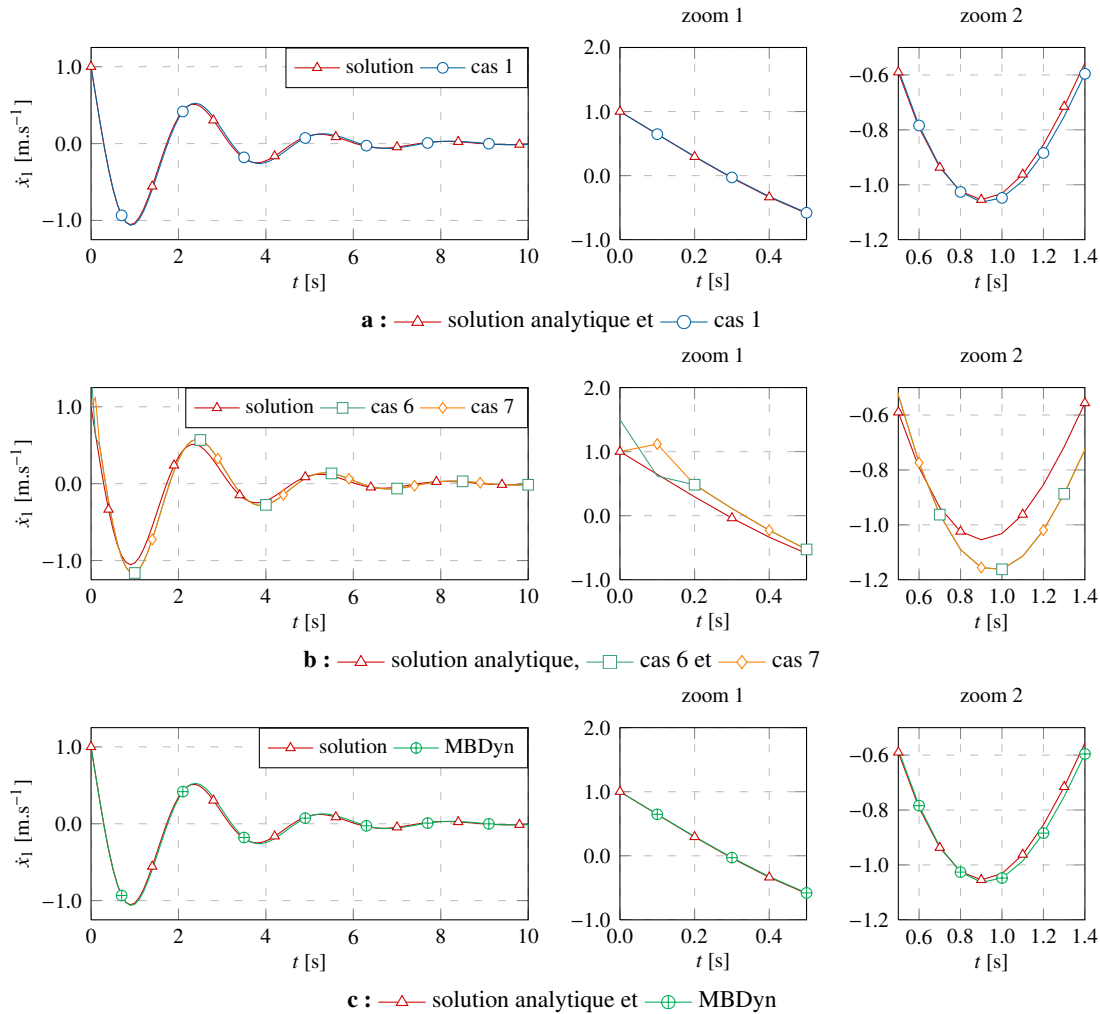 zoom 1
zoom 2
solution cas 1
1.0
0.0
−1.0
ẋ1 [m.s−1]
0 2 4 6 8 10
t [s]
2.0
1.0
0.0
−1.0
0.0 0.2 0.4
t [s]
−0.6
−0.8
−1.0
−1.2
0.6 0.8 1.0 1.2 1.4
t [s]
a : solution analytique et cas 1
zoom 1
zoom 2
solution cas 6 cas 7
1.0
0.0
−1.0
ẋ1 [m.s−1]
0 2 4 6 8 10
t [s]
2.0
1.0
0.0
−1.0
0.0 0.2 0.4
t [s]
−0.6
−0.8
−1.0
−1.2
0.6 0.8 1.0 1.2 1.4
t [s]
b : solution analytique, cas 6 et cas 7
zoom 1
zoom 2
solution MBDyn
1.0
0.0
−1.0
ẋ1 [m.s−1]
0 2 4 6 8 10
t [s]
2.0
1.0
0.0
−1.0
0.0 0.2 0.4
t [s]
−0.6
−0.8
−1.0
−1.2
0.6 0.8 1.0 1.2 1.4
t [s]
c : solution analytique et MBDyn